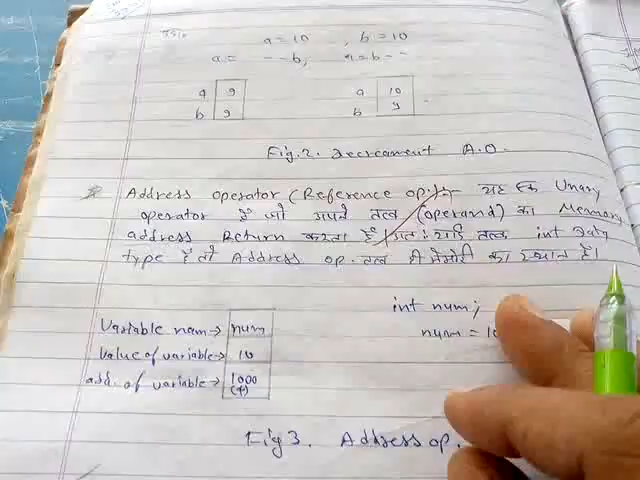 a=10 , b=10
a= --b; a=b--
a 9 a 10
b 9 b 9
Fig.2. Decreament A.O.
Address operator (Reference op.):- यह एक Unary
operator है जो अपने तत्व (operand) का Memory
address Return करता है। अतः यदि तत्व int Data
type है तो Address op. तत्व की मेमोरी का स्थान है।
int num;
Variable nam→ num num = 10
Value of variable→ 10
add. of variable→ 1000
Fig 3. Address op.